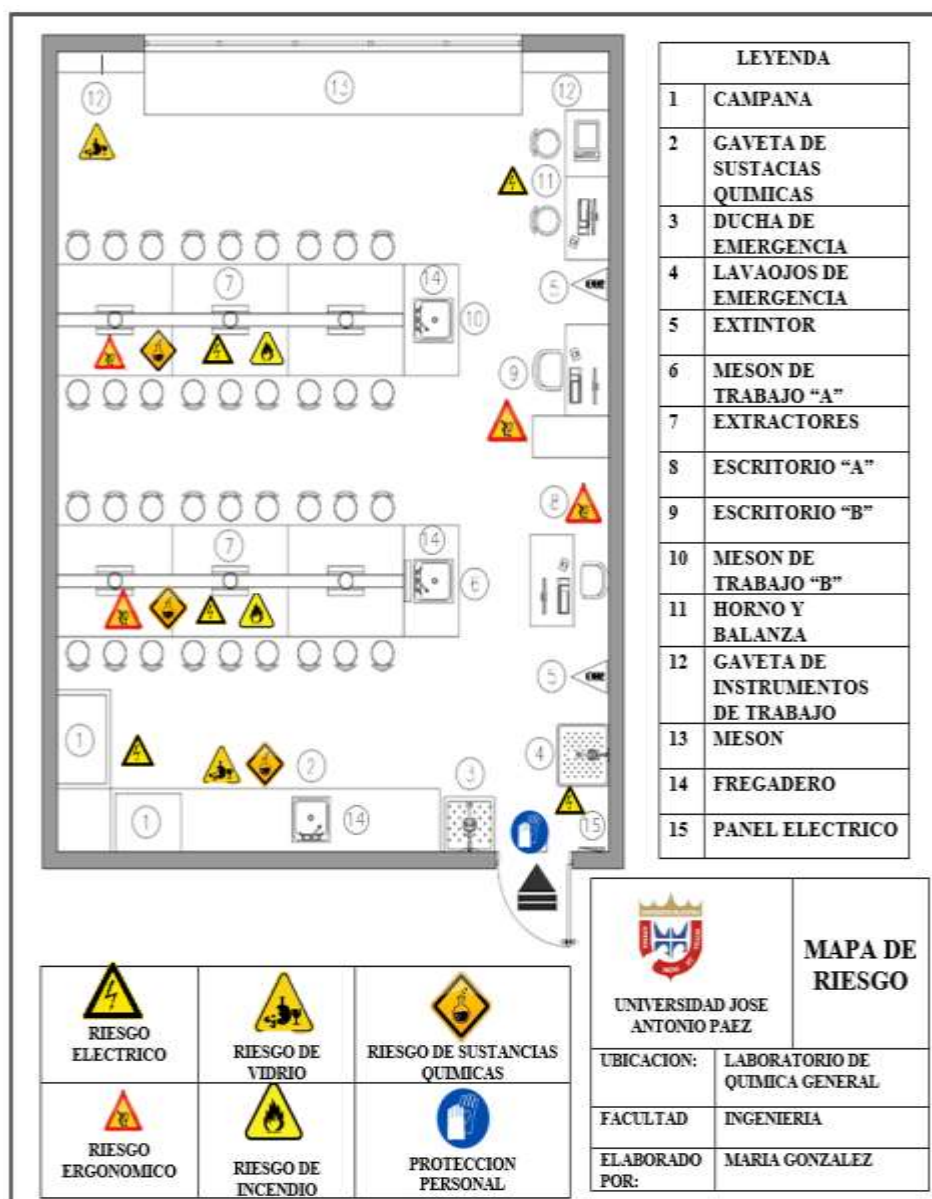 12
13
12
11
7
14
5
10
9
8
7
14
6
5
1
4
2
3
1
14
15
LEYENDA
1 CAMPANA
2 GAVETA DE
SUSTACIAS
QUIMICAS
3 DUCHA DE
EMERGENCIA
4 LAVAOJOS DE
EMERGENCIA
5 EXTINTOR
6 MESON DE
TRABAJO “A”
7 EXTRACTORES
8 ESCRITORIO “A”
9 ESCRITORIO “B”
10 MESON DE
TRABAJO “B”
11 HORNO Y
BALANZA
12 GAVETA DE
INSTRUMENTOS
DE TRABAJO
13 MESON
14 FREGADERO
15 PANEL ELECTRICO
RIESGO
ELECTRICO
RIESGO DE
VIDRIO
RIESGO DE SUSTANCIAS
QUIMICAS
RIESGO
ERGONOMICO
RIESGO DE
INCENDIO
PROTECCION
PERSONAL
UNIVERSIDAD JOSE
ANTONIO PAEZ
MAPA DE
RIESGO
UBICACION: LABORATORIO DE
QUIMICA GENERAL
FACULTAD INGENIERIA
ELABORADO
POR:
MARIA GONZALEZ